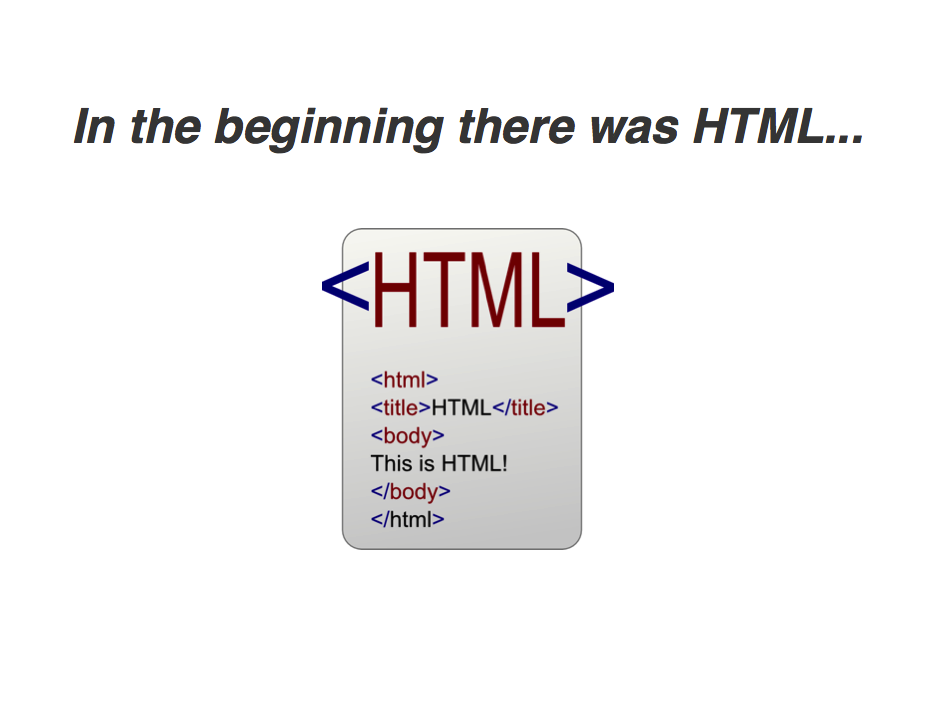 In the beginning there was HTML...
<HTML>
<html>
<title>HTML</title>
<body>
This is HTML!
</body>
</html>